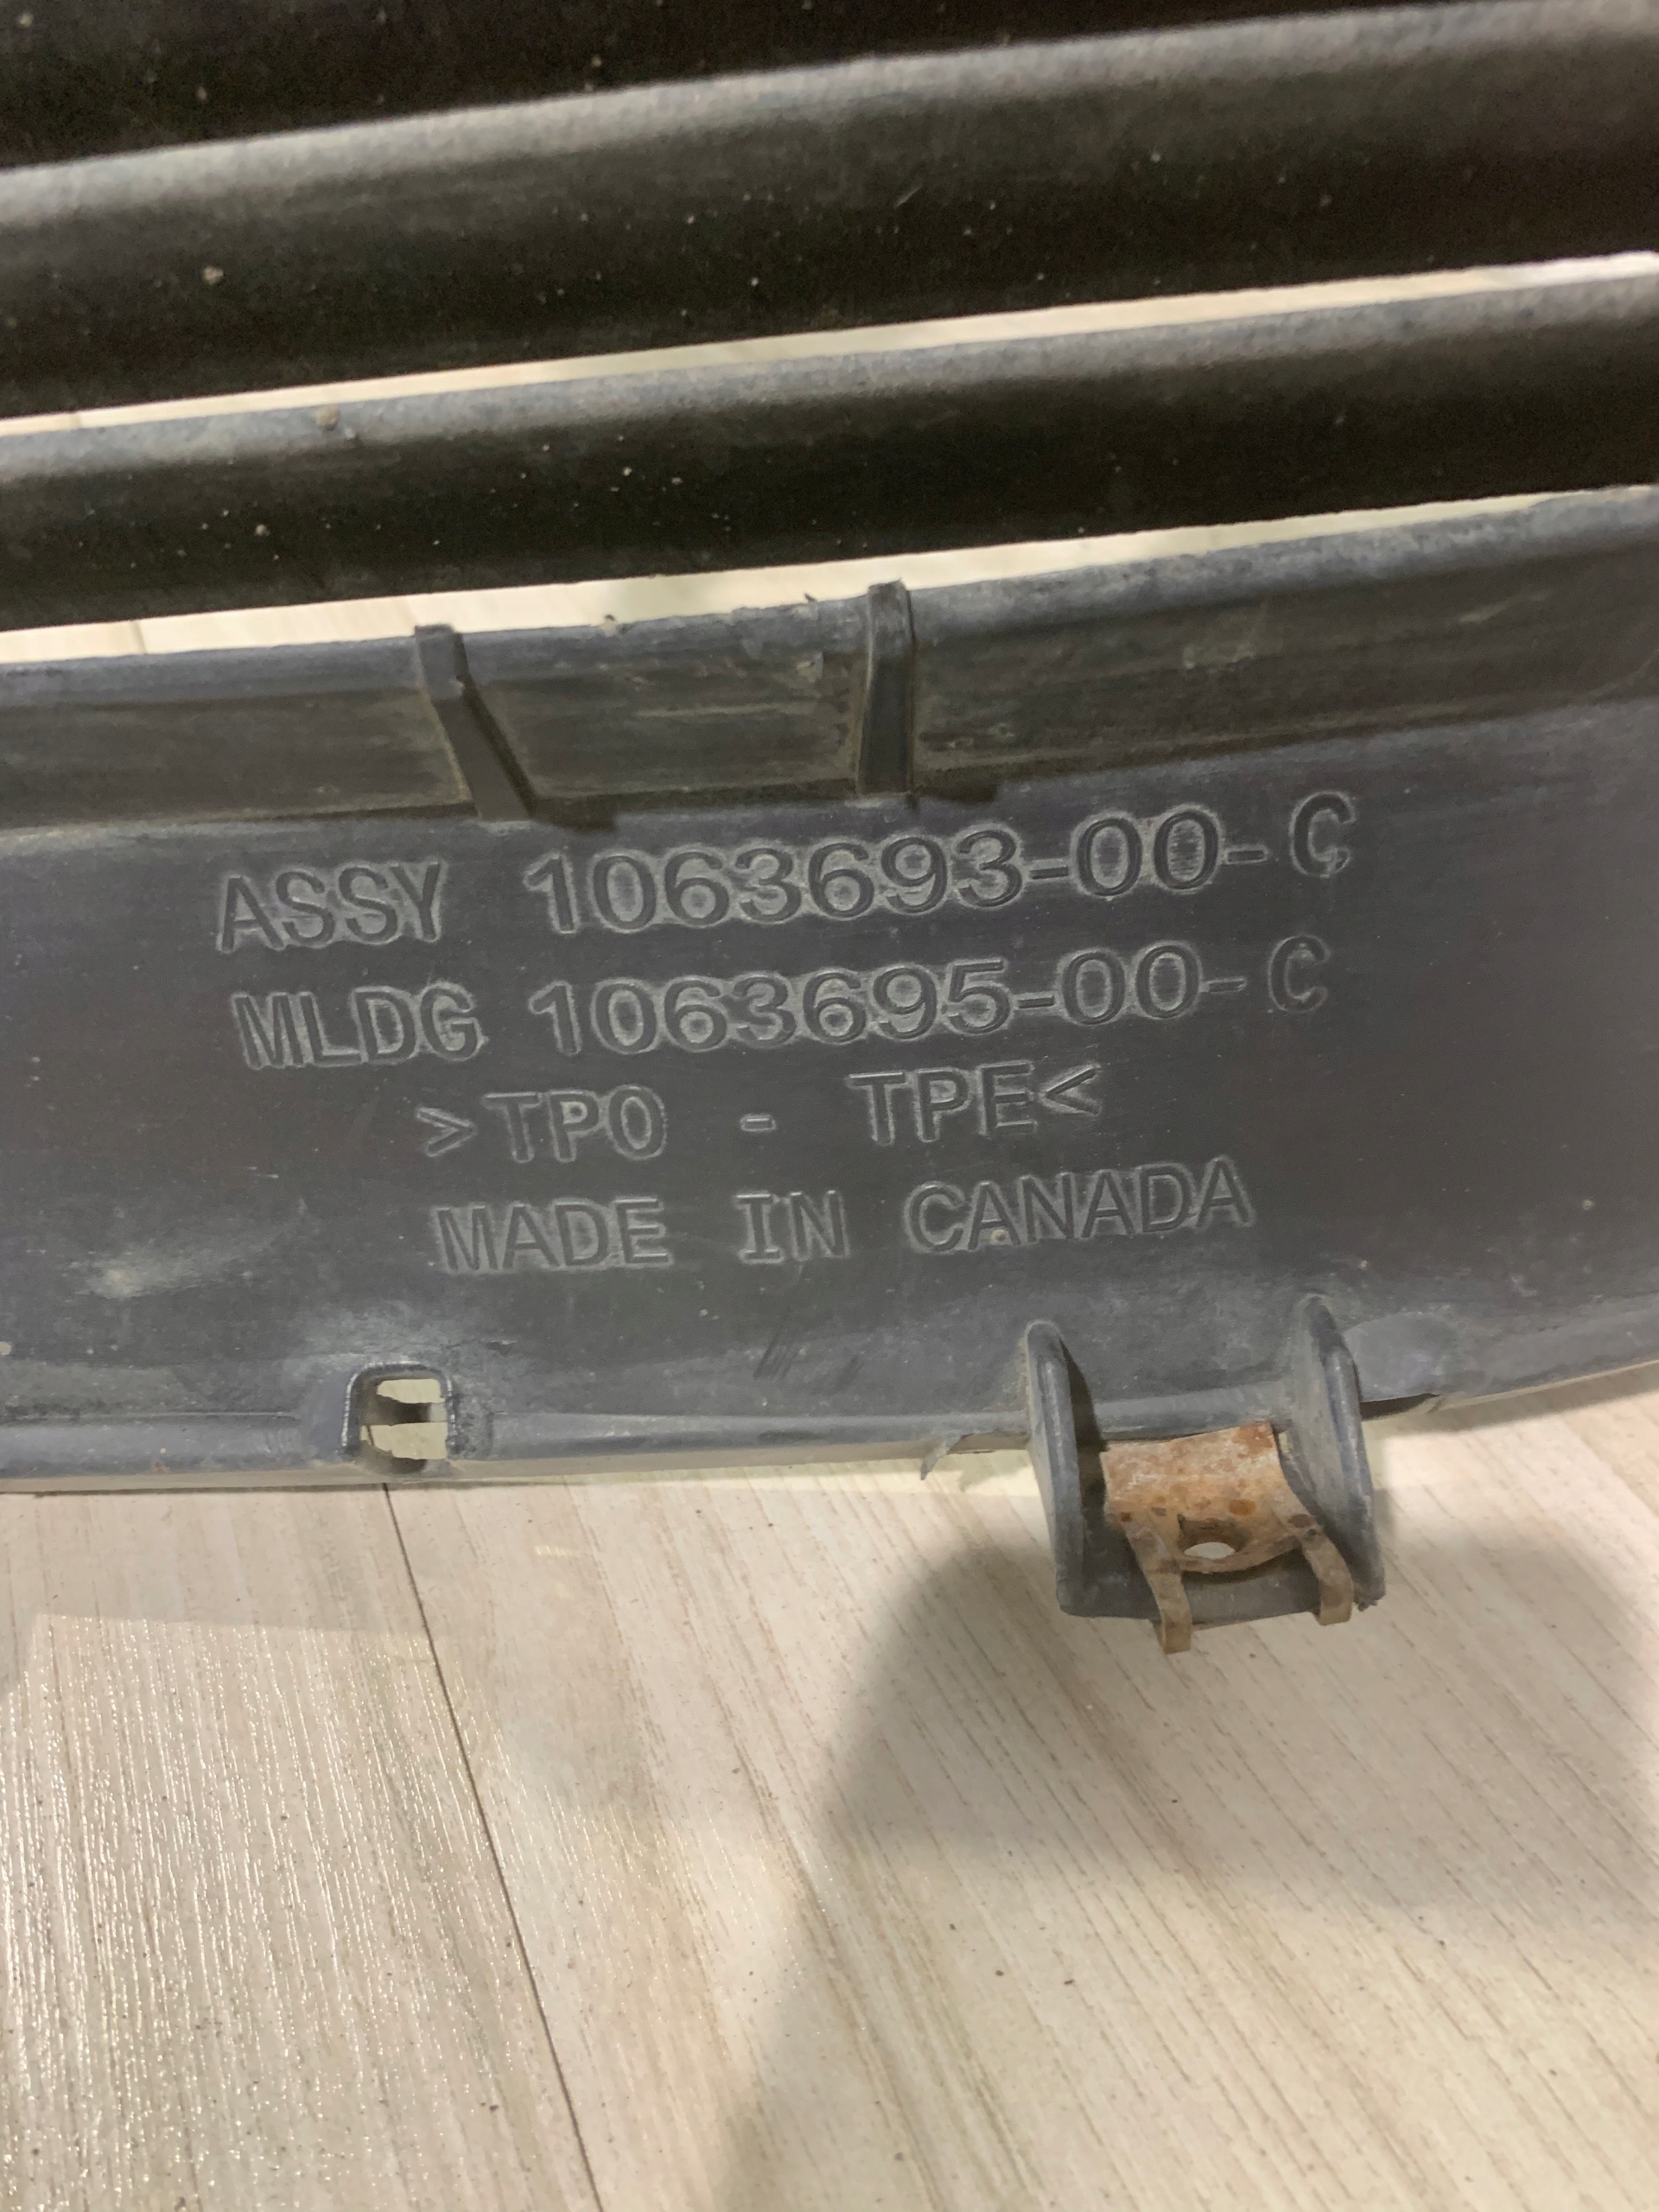 ASSY 1063693-00-C
MLDG 1063695-00-C
>TPO - TPE<
MADE IN CANADA